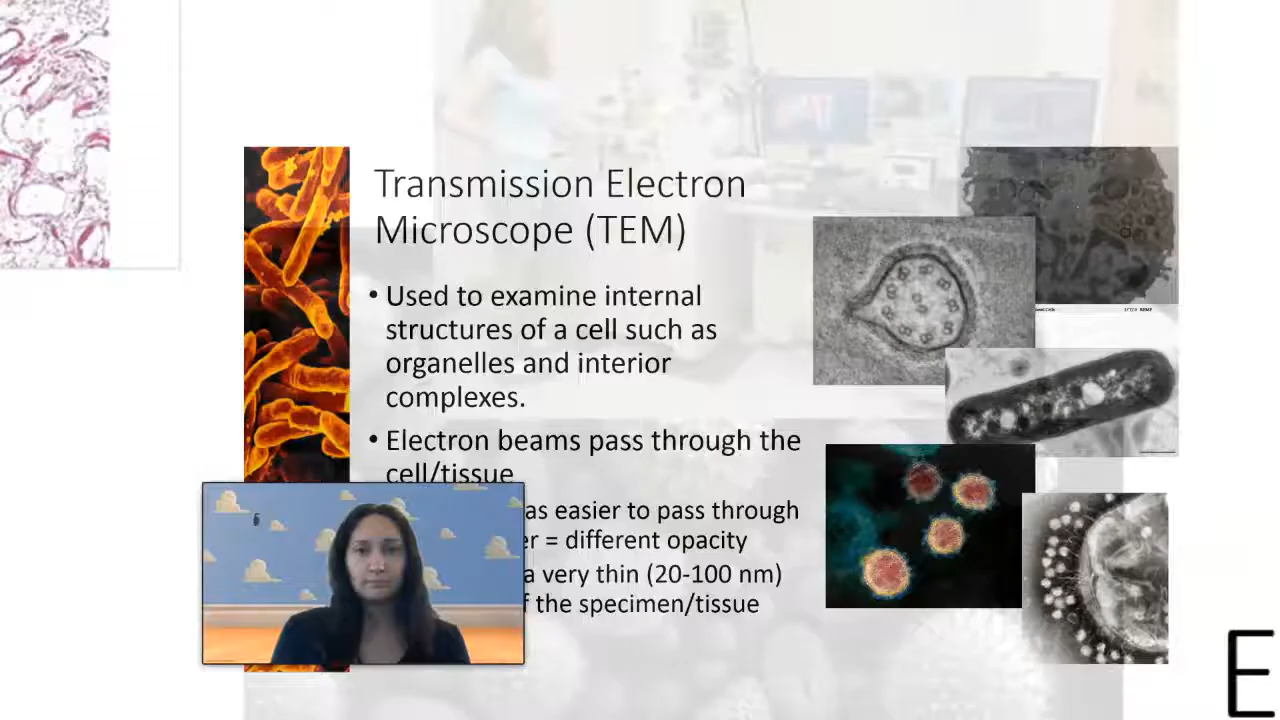 Transmission Electron
Microscope (TEM)
• Used to examine internal
structures of a cell such as
organelles and interior
complexes.
• Electron beams pass through the
cell/tissue
as easier to pass through
er = different opacity
a very thin (20-100 nm)
f the specimen/tissue
E